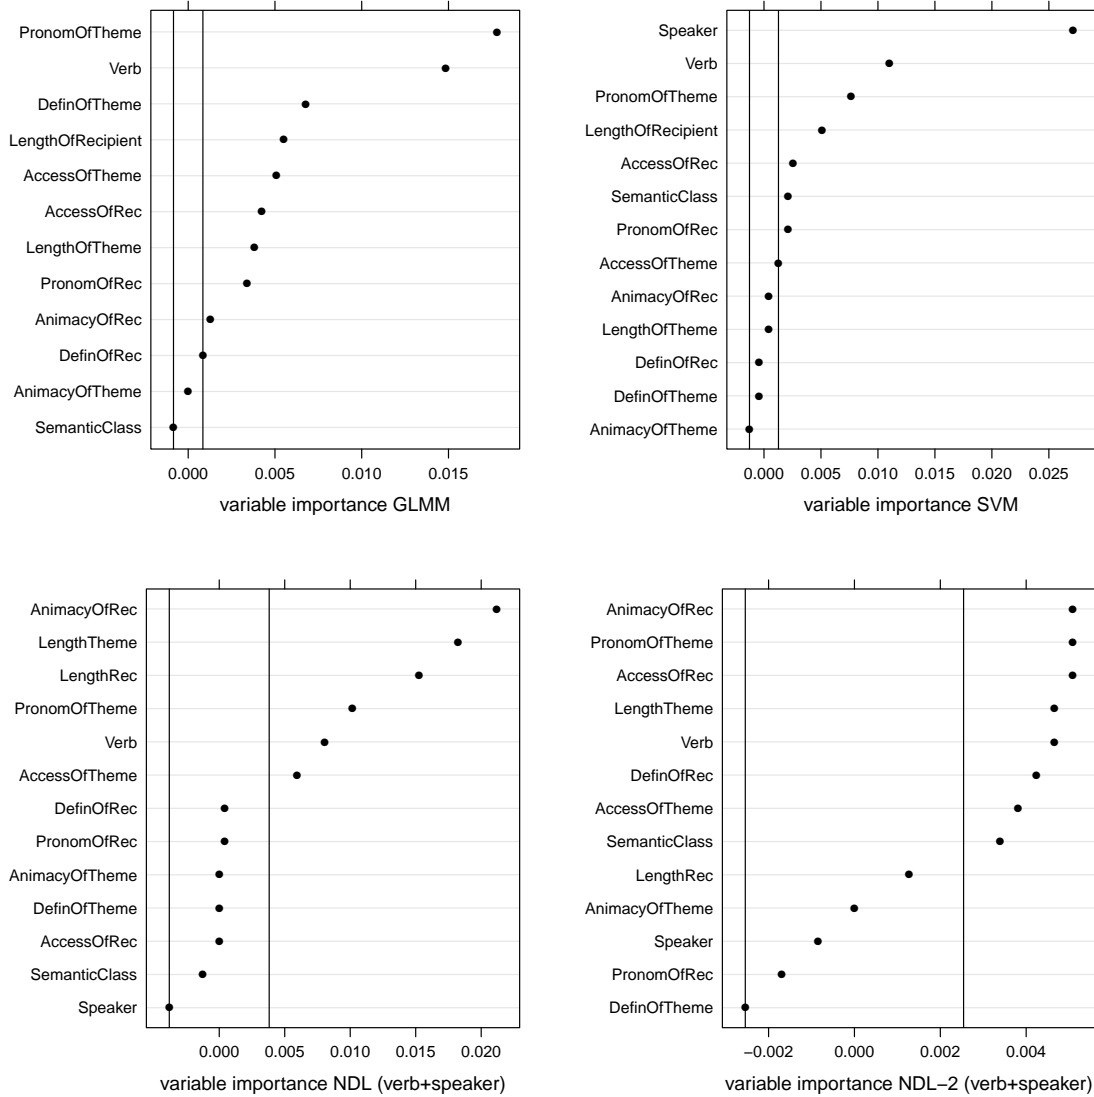 PronomOfTheme
Verb
DefinOfTheme
LengthOfRecipient
AccessOfTheme
AccessOfRec
LengthOfTheme
PronomOfRec
AnimacyOfRec
DefinOfRec
AnimacyOfTheme
SemanticClass
0.000 0.005 0.010 0.015
variable importance GLMM
Speaker
Verb
PronomOfTheme
LengthOfRecipient
AccessOfRec
SemanticClass
PronomOfRec
AccessOfTheme
AnimacyOfRec
LengthOfTheme
DefinOfRec
DefinOfTheme
AnimacyOfTheme
0.000 0.005 0.010 0.015 0.020 0.025
variable importance SVM
AnimacyOfRec
LengthTheme
LengthRec
PronomOfTheme
Verb
AccessOfTheme
DefinOfRec
PronomOfRec
AnimacyOfTheme
DefinOfTheme
AccessOfRec
SemanticClass
Speaker
0.000 0.005 0.010 0.015 0.020
variable importance NDL (verb+speaker)
AnimacyOfRec
PronomOfTheme
AccessOfRec
LengthTheme
Verb
DefinOfRec
AccessOfTheme
SemanticClass
LengthRec
AnimacyOfTheme
Speaker
PronomOfRec
DefinOfTheme
−0.002 0.000 0.002 0.004
variable importance NDL−2 (verb+speaker)